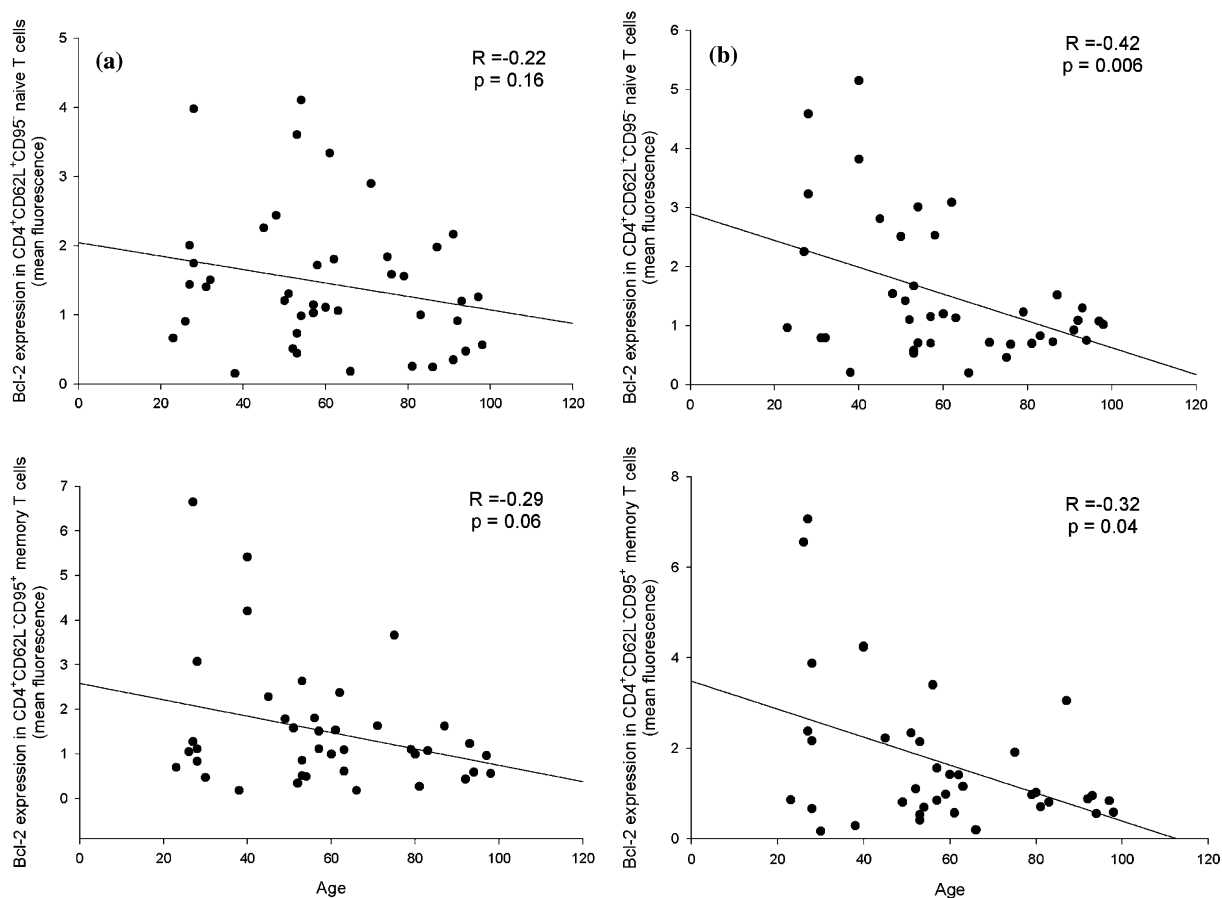 (a)
R =-0.22
p = 0.16
Bcl-2 expression in CD4⁺CD62L⁺CD95⁻ naive T cells
(mean fluorescence)
5
4
3
2
1
0
0 20 40 60 80 100 120
(b)
R =-0.42
p = 0.006
Bcl-2 expression in CD4⁺CD62L⁺CD95⁻ naive T cells
(mean fluorescence)
6
5
4
3
2
1
0
0 20 40 60 80 100 120
R =-0.29
p = 0.06
Bcl-2 expression in CD4⁺CD62L⁻CD95⁺ memory T cells
(mean fluorescence)
7
6
5
4
3
2
1
0
0 20 40 60 80 100 120
Age
R =-0.32
p = 0.04
Bcl-2 expression in CD4⁺CD62L⁻CD95⁺ memory T cells
(mean fluorescence)
8
6
4
2
0
0 20 40 60 80 100 120
Age